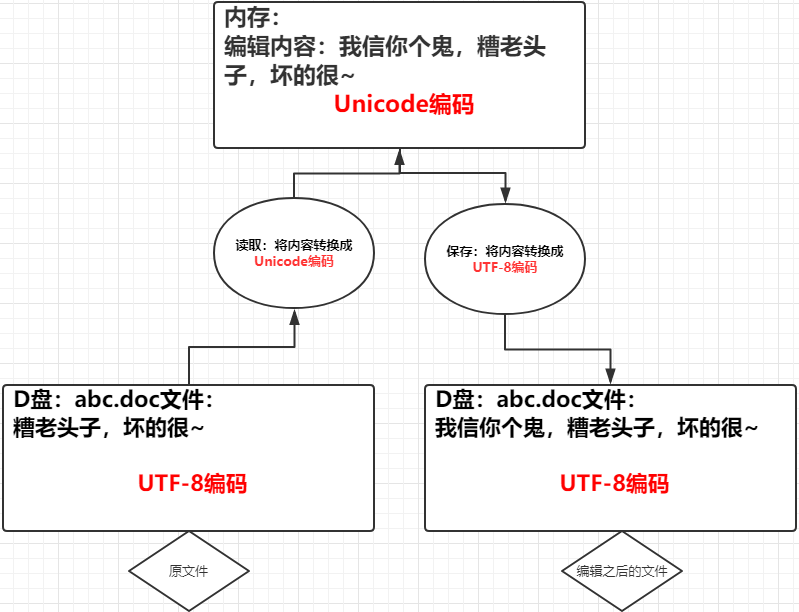 内存：
编辑内容：我信你个鬼，糟老头
子，坏的很~
Unicode编码
读取：将内容转换成
Unicode编码
保存：将内容转换成
UTF-8编码
D盘：abc.doc文件：
糟老头子，坏的很~
UTF-8编码
D盘：abc.doc文件：
我信你个鬼，糟老头子，坏的很~
UTF-8编码
原文件
编辑之后的文件